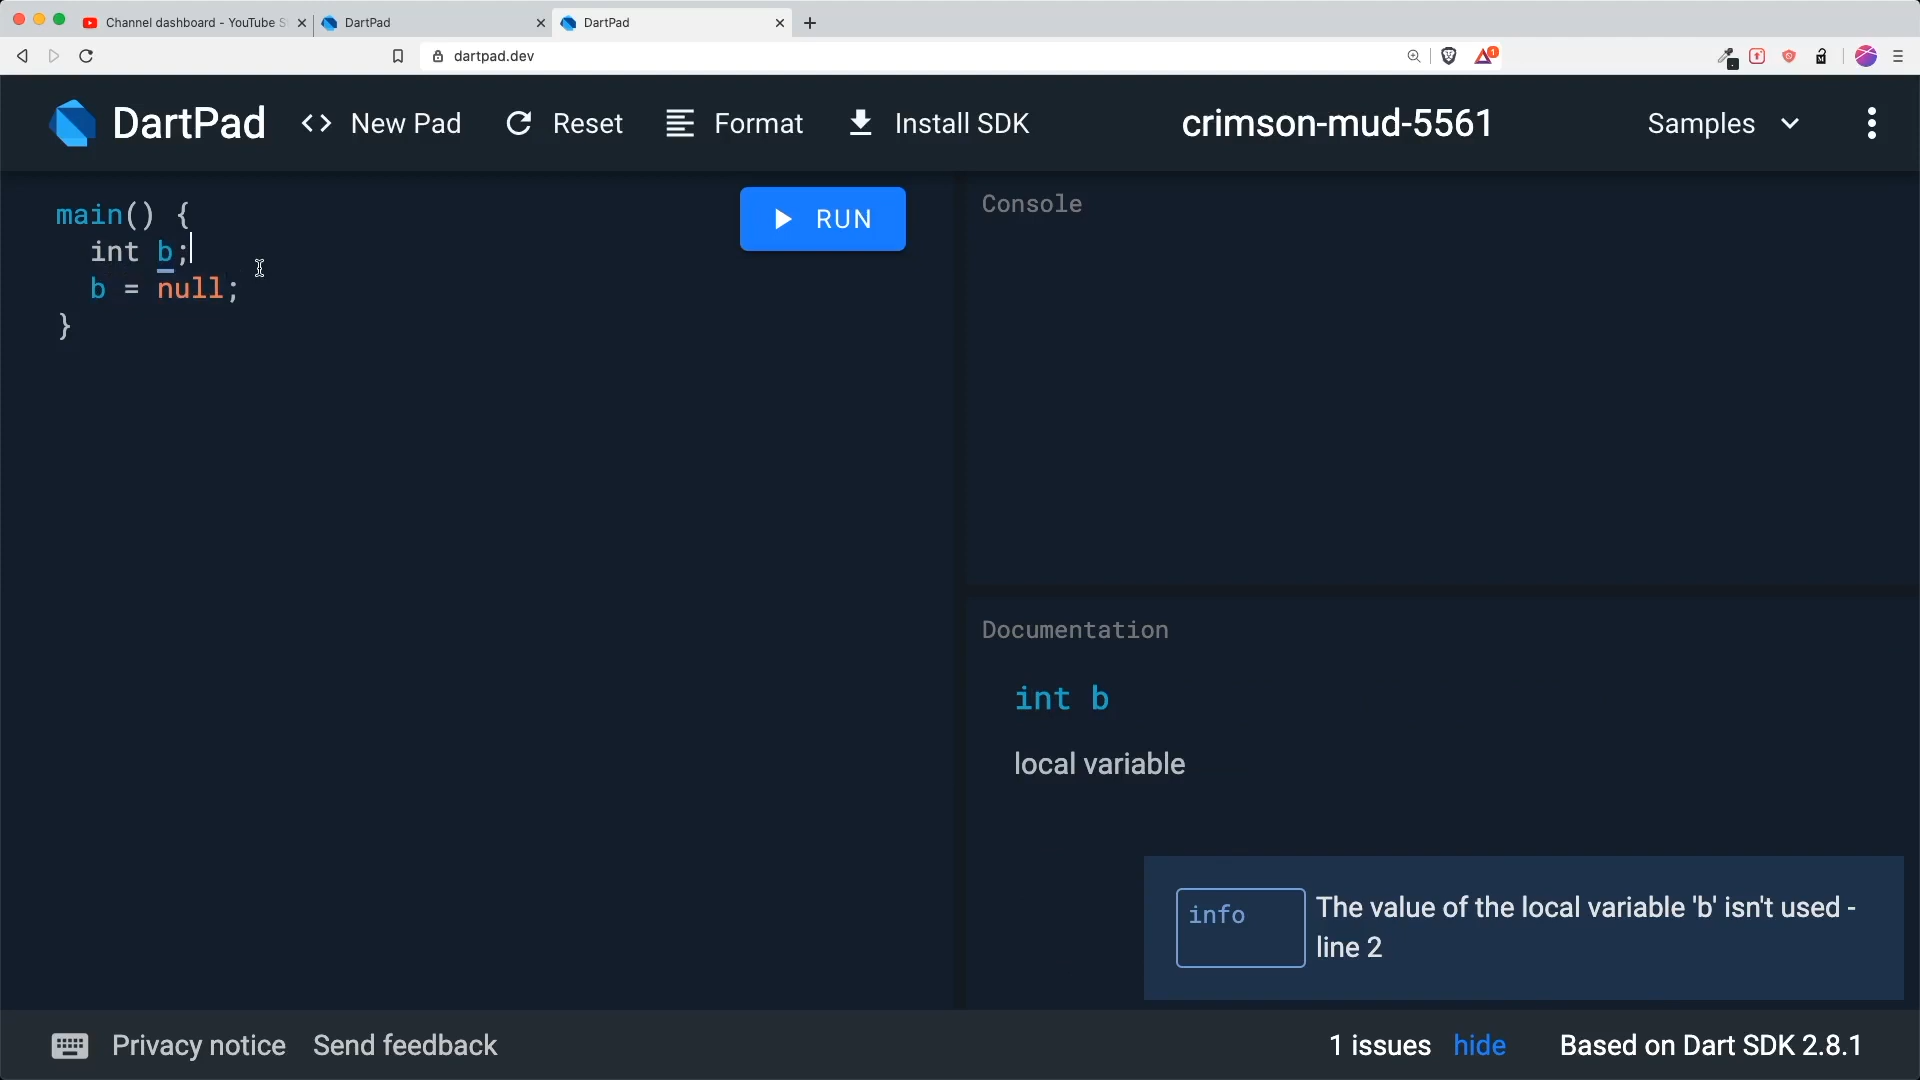 Channel dashboard - YouTube S
DartPad
DartPad
dartpad.dev
1
DartPad
<> New Pad
Reset
Format
Install SDK
crimson-mud-5561
Samples
main() {
int b;
b = null;
}
RUN
Console
Documentation
int b
local variable
info
The value of the local variable 'b' isn't used -
line 2
Privacy notice
Send feedback
1 issues
hide
Based on Dart SDK 2.8.1